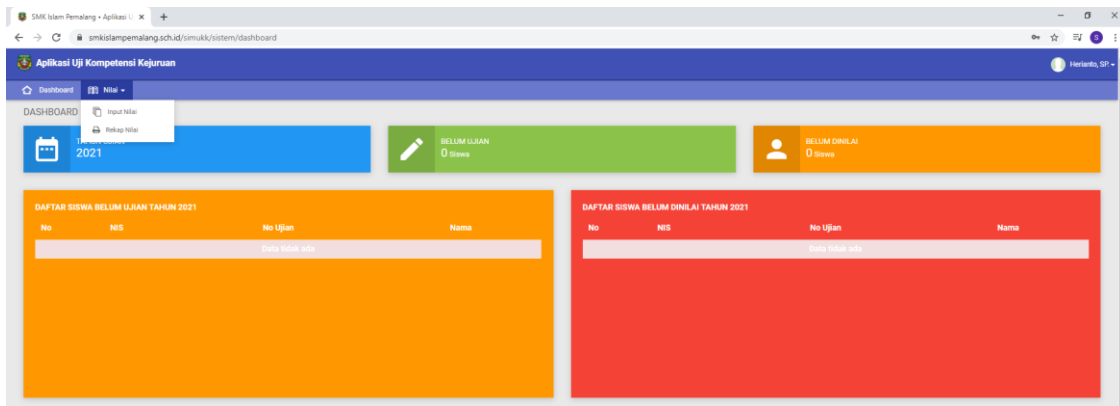 SMK Islam Pemalang • Aplikasi U
smkislampemalang.sch.id/simukk/sistem/dashboard
S
Aplikasi Uji Kompetensi Kejuruan
Herianto, SP.
Dashboard Nilai
DASHBOARD
Input Nilai
Rekap Nilai
TAHUN UJIAN
2021
BELUM UJIAN
0 Siswa
BELUM DINILAI
0 Siswa
DAFTAR SISWA BELUM UJIAN TAHUN 2021
No NIS No Ujian Nama
Data tidak ada
DAFTAR SISWA BELUM DINILAI TAHUN 2021
No NIS No Ujian Nama
Data tidak ada